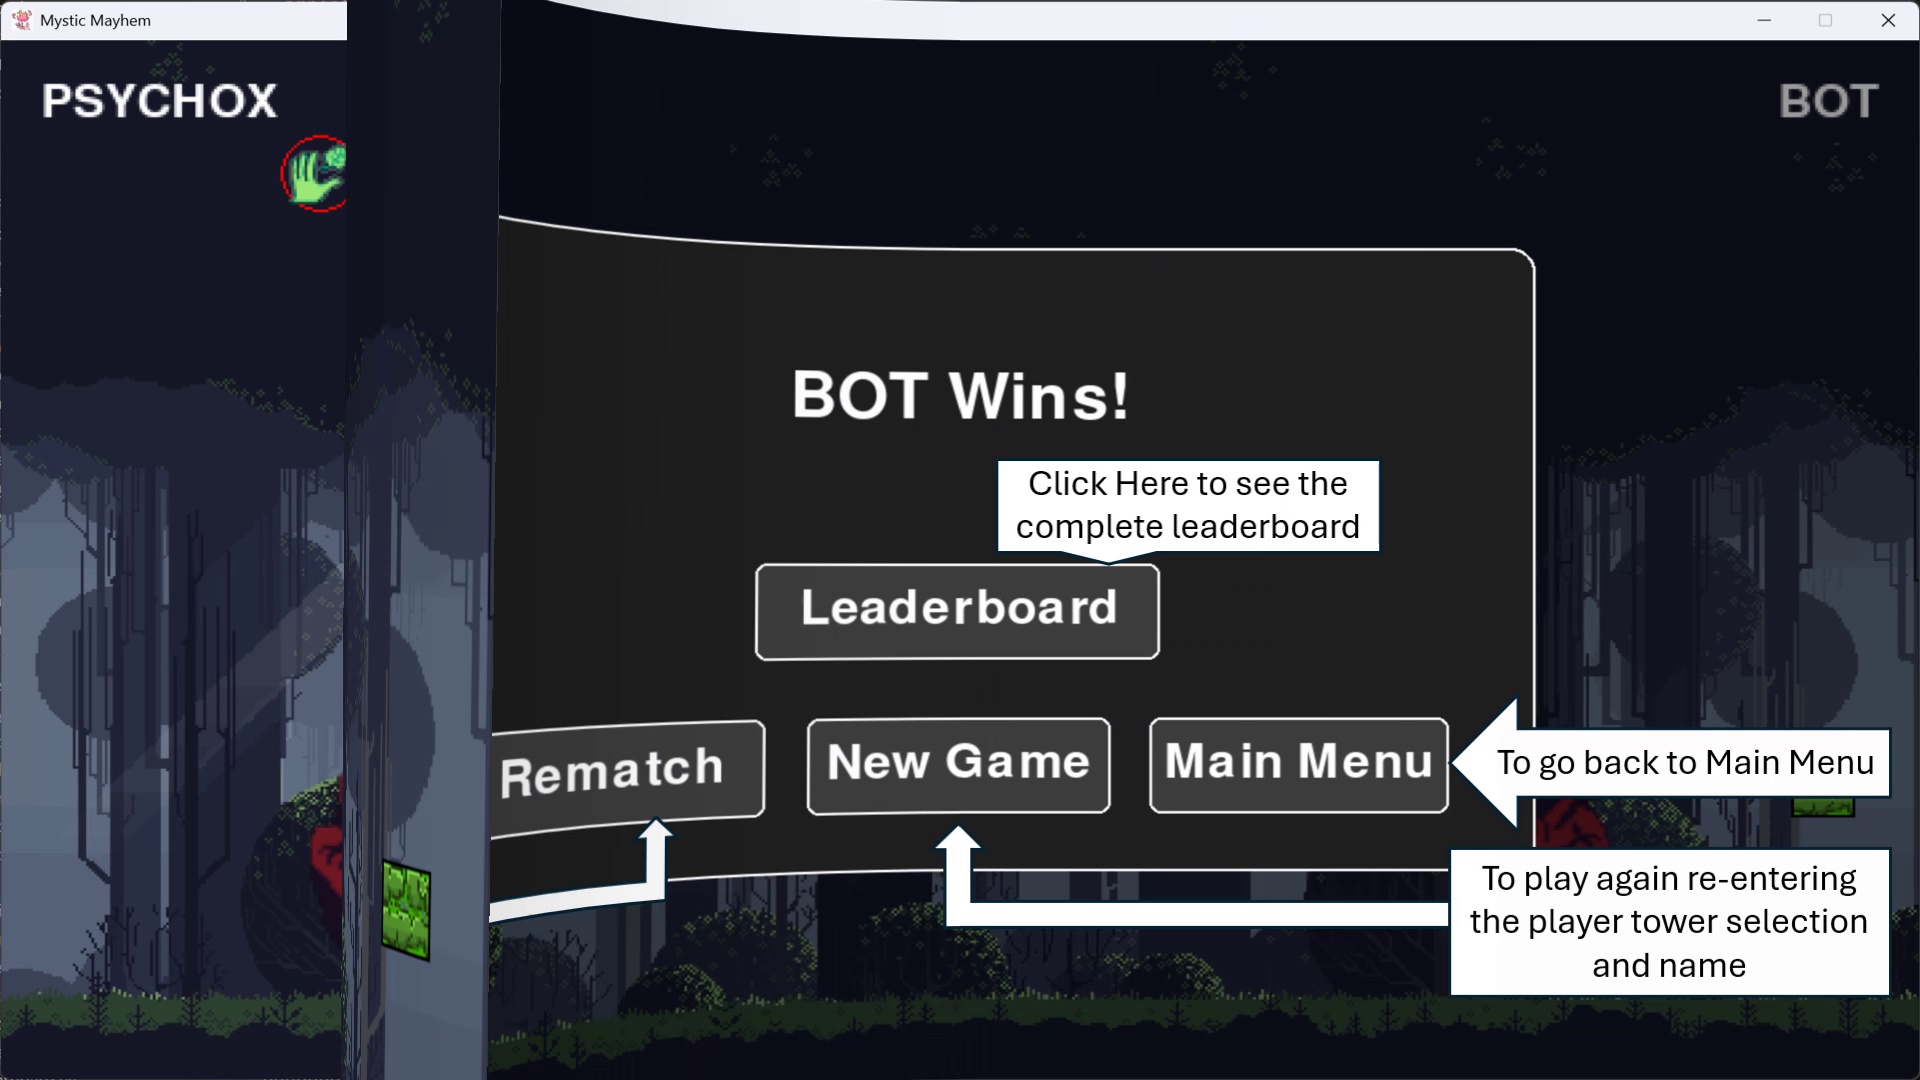 Mystic Mayhem
PSYCHOX
BOT
BOT Wins!
Click Here to see the
complete leaderboard
Leaderboard
Rematch
New Game
Main Menu
To go back to Main Menu
To play again re-entering
the player tower selection
and name